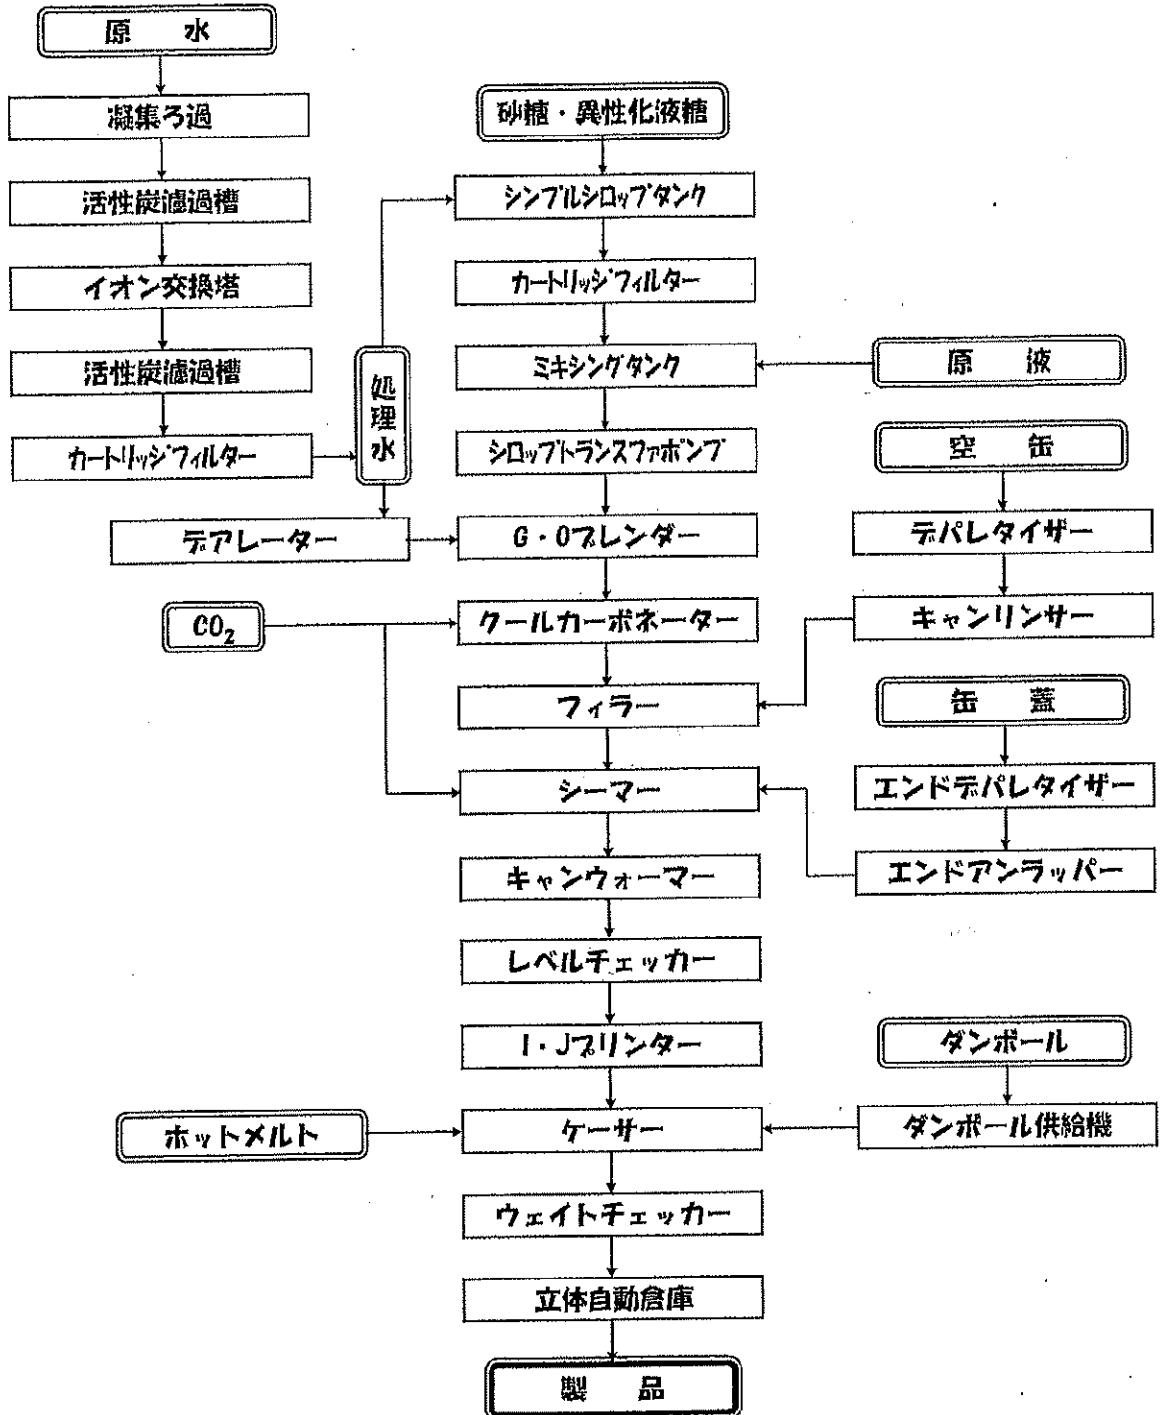 原　水
凝集ろ過
活性炭濾過槽
イオン交換塔
活性炭濾過槽
カートリッジフィルター
処理水
デアレーター
CO₂
ホットメルト
砂糖・異性化液糖
シンプルシロップタンク
カートリッジフィルター
ミキシングタンク
シロップトランスファポンプ
G・Oブレンダー
クールカーボネーター
フィラー
シーマー
キャンウォーマー
レベルチェッカー
I・Jプリンター
ケーサー
ウェイトチェッカー
立体自動倉庫
製　品
原　液
空　缶
デパレタイザー
キャンリンサー
缶　蓋
エンドデパレタイザー
エンドアンラッパー
ダンボール
ダンボール供給機